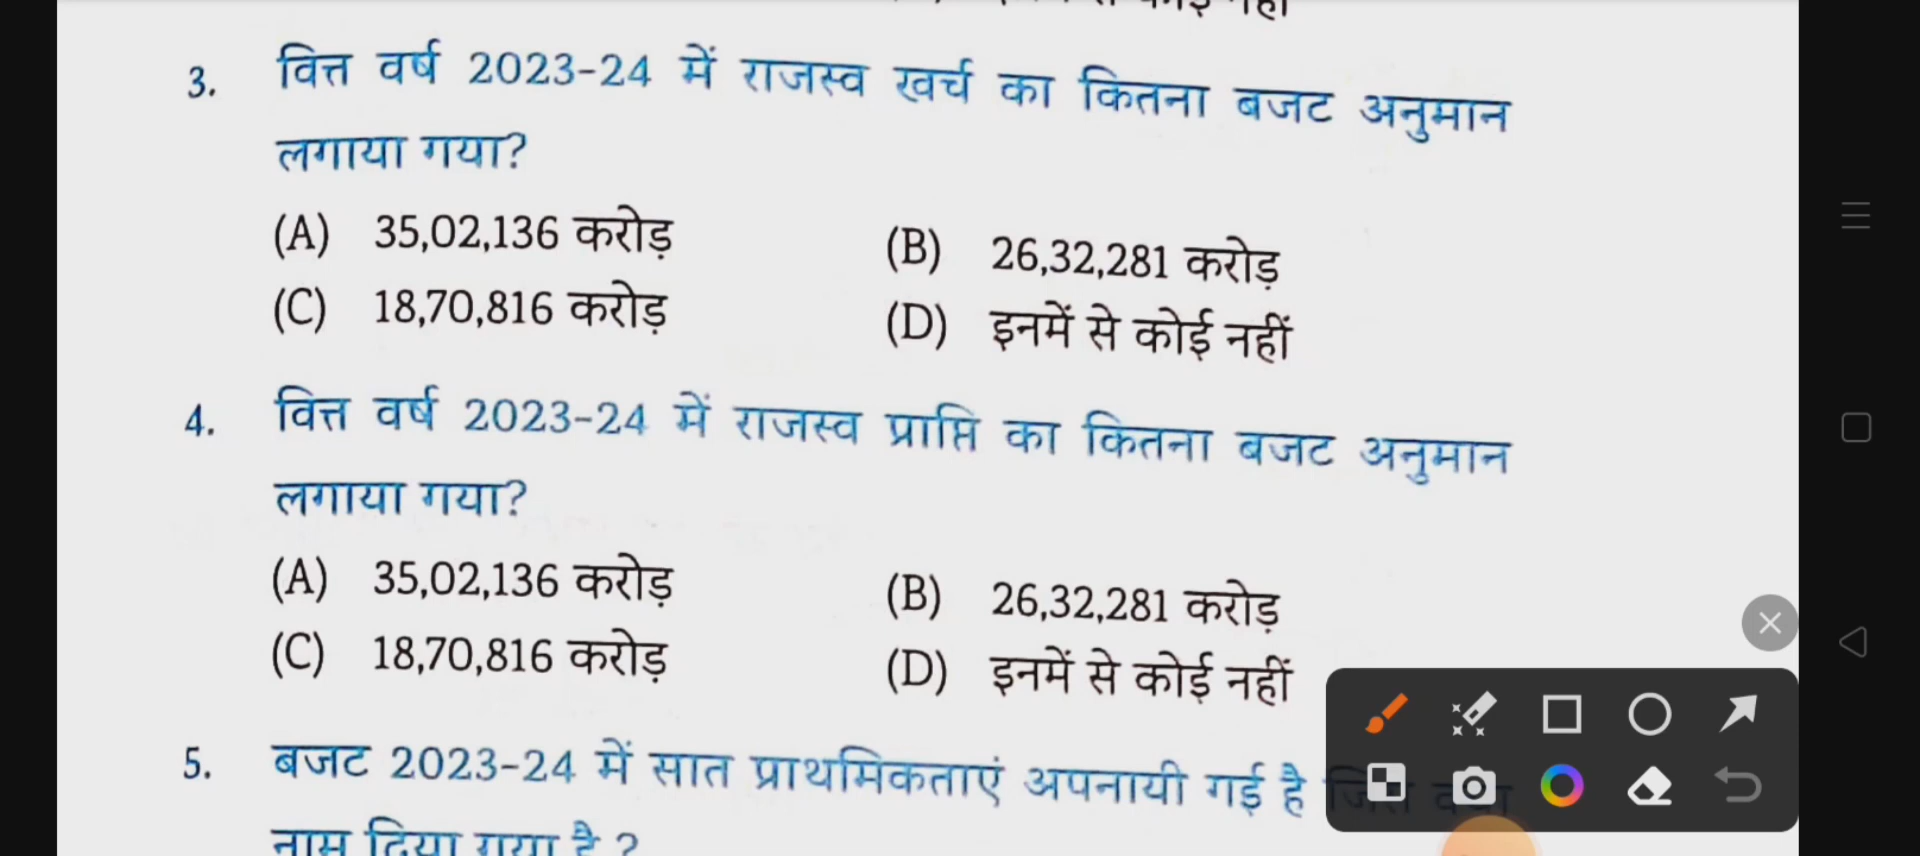 3. वित्त वर्ष 2023-24 में राजस्व खर्च का कितना बजट अनुमान
लगाया गया?
(A) 35,02,136 करोड़ (B) 26,32,281 करोड़
(C) 18,70,816 करोड़ (D) इनमें से कोई नहीं
4. वित्त वर्ष 2023-24 में राजस्व प्राप्ति का कितना बजट अनुमान
लगाया गया?
(A) 35,02,136 करोड़ (B) 26,32,281 करोड़
(C) 18,70,816 करोड़ (D) इनमें से कोई नहीं
5. बजट 2023-24 में सात प्राथमिकताएं अपनायी गई है
नाम दिया गया है ?